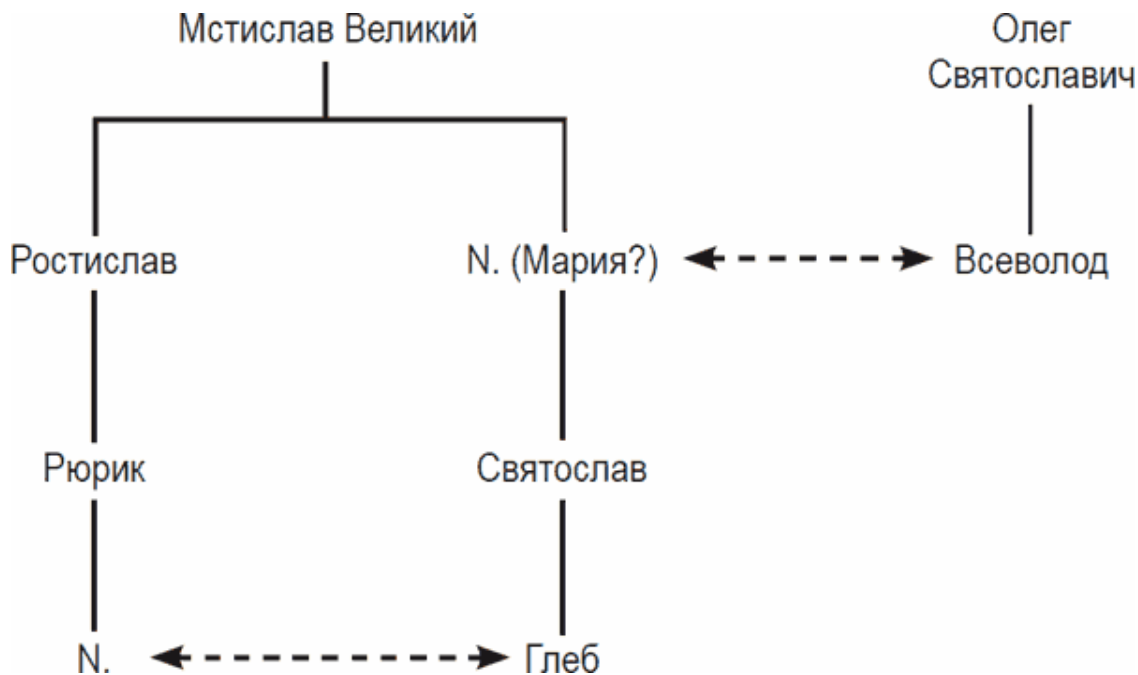 Мстислав Великий
Олег
Святославич
Ростислав
N. (Мария?)
Всеволод
Рюрик
Святослав
N.
Глеб